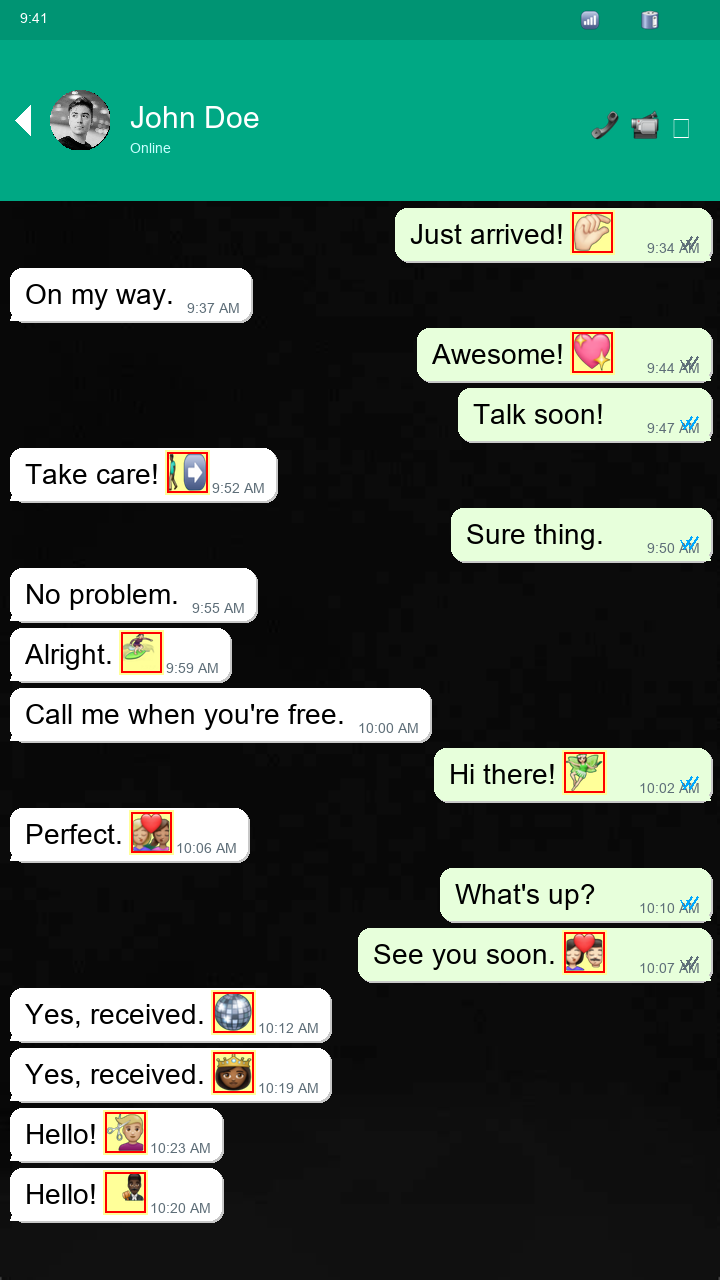 9:41
John Doe
Online
Just arrived! 9:34 AM
On my way. 9:37 AM
Awesome! 9:44 AM
Talk soon! 9:47 AM
Take care! 9:52 AM
Sure thing. 9:50 AM
No problem. 9:55 AM
Alright. 9:59 AM
Call me when you're free. 10:00 AM
Hi there! 10:02 AM
Perfect. 10:06 AM
What's up? 10:10 AM
See you soon. 10:07 AM
Yes, received. 10:12 AM
Yes, received. 10:19 AM
Hello! 10:23 AM
Hello! 10:20 AM